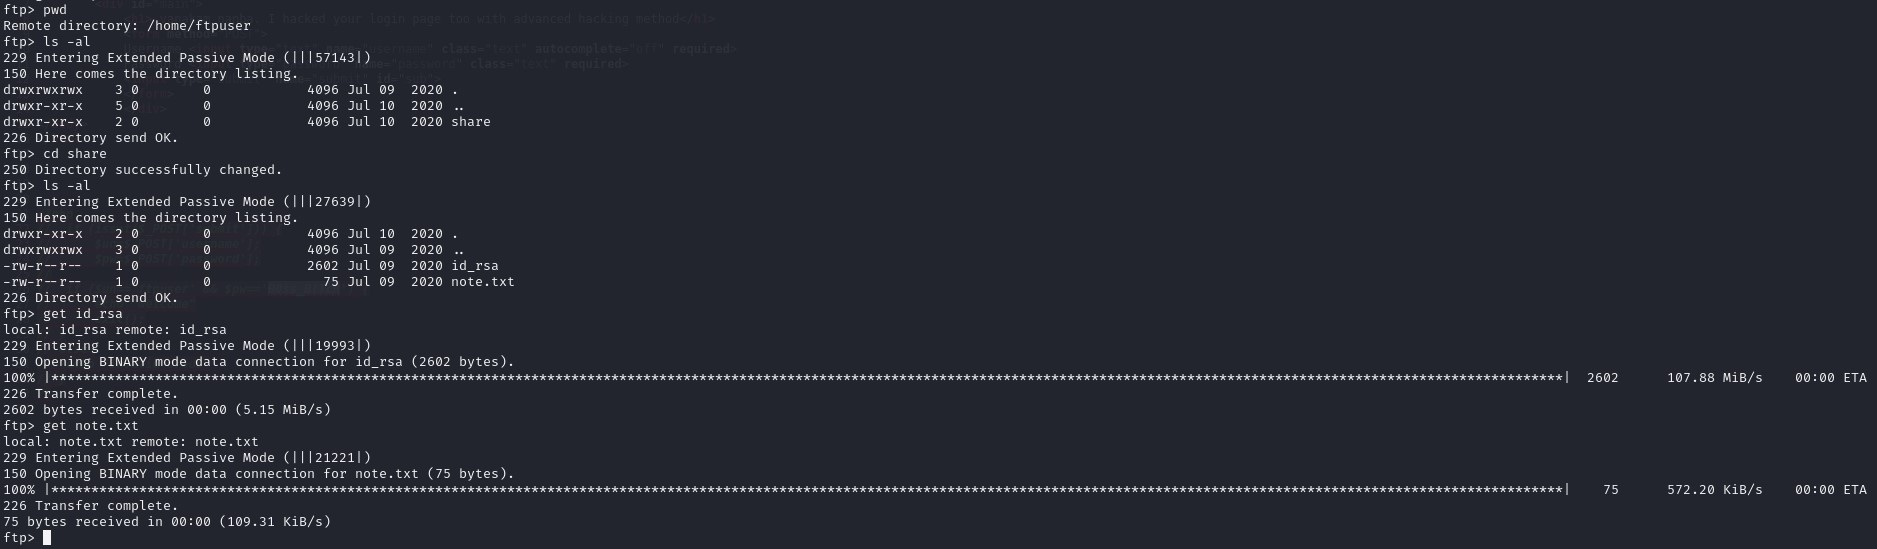 ftp> pwd
Remote directory: /home/ftpuser
ftp> ls -al
229 Entering Extended Passive Mode (|||57143|)
150 Here comes the directory listing.
drwxrwxrwx    3 0        0            4096 Jul 09  2020 .
drwxr-xr-x    5 0        0            4096 Jul 10  2020 ..
drwxr-xr-x    2 0        0            4096 Jul 10  2020 share
226 Directory send OK.
ftp> cd share
250 Directory successfully changed.
ftp> ls -al
229 Entering Extended Passive Mode (|||27639|)
150 Here comes the directory listing.
drwxr-xr-x    2 0        0            4096 Jul 10  2020 .
drwxrwxrwx    3 0        0            4096 Jul 09  2020 ..
-rw-r--r--    1 0        0            2602 Jul 09  2020 id_rsa
-rw-r--r--    1 0        0              75 Jul 09  2020 note.txt
226 Directory send OK.
ftp> get id_rsa
local: id_rsa remote: id_rsa
229 Entering Extended Passive Mode (|||19993|)
150 Opening BINARY mode data connection for id_rsa (2602 bytes).
100% |*********************************************************************************************************************************************************************************************|  2602      107.88 MiB/s    00:00 ETA
226 Transfer complete.
2602 bytes received in 00:00 (5.15 MiB/s)
ftp> get note.txt
local: note.txt remote: note.txt
229 Entering Extended Passive Mode (|||21221|)
150 Opening BINARY mode data connection for note.txt (75 bytes).
100% |*********************************************************************************************************************************************************************************************|    75      572.20 KiB/s    00:00 ETA
226 Transfer complete.
75 bytes received in 00:00 (109.31 KiB/s)
ftp>